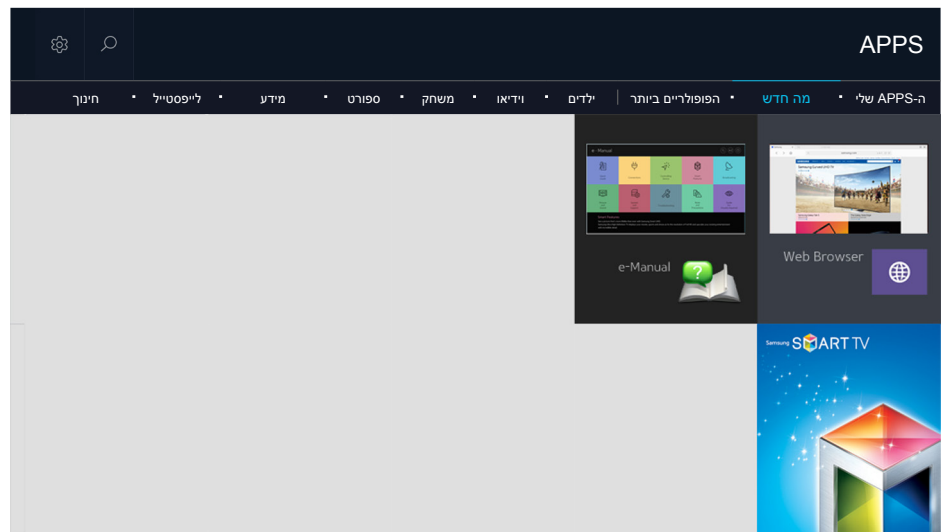 APPS
ה-APPS שלי
מה חדש
הפופולריים ביותר
ילדים
וידיאו
משחק
ספורט
מידע
לייפסטייל
חינוך
Web Browser
e-Manual
e-Manual
Samsung SMART TV